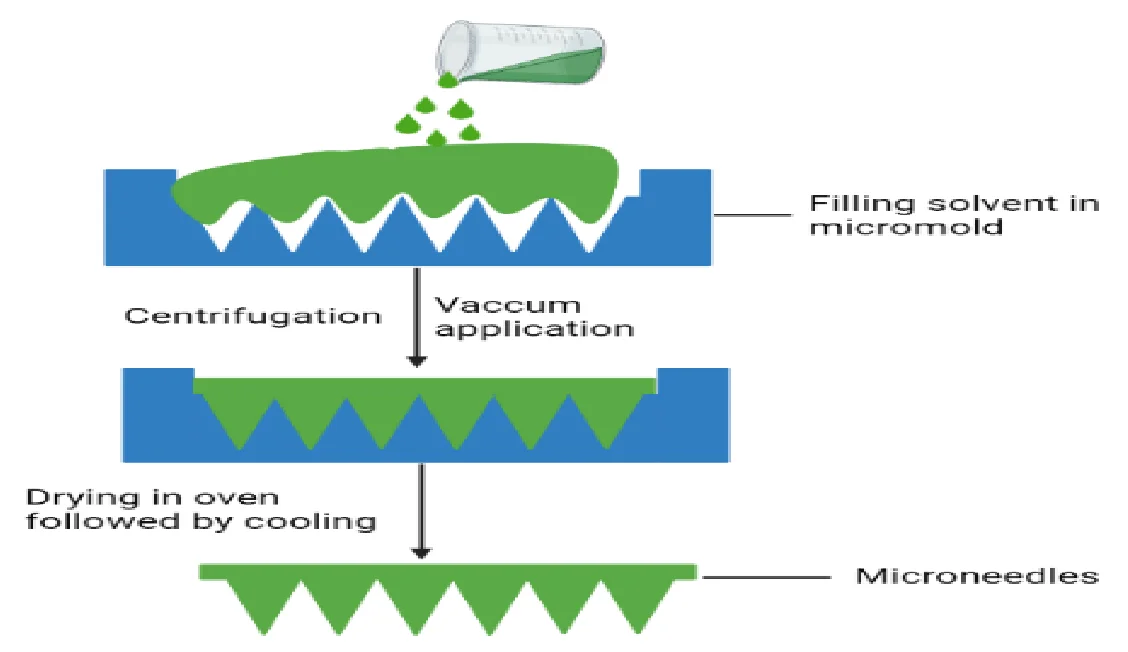 Filling solvent in
micromold
Centrifugation
Vaccum
application
Drying in oven
followed by cooling
Microneedles